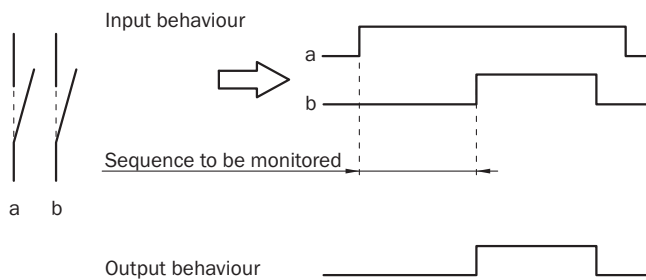 Input behaviour
a
b
Sequence to be monitored
a b
Output behaviour